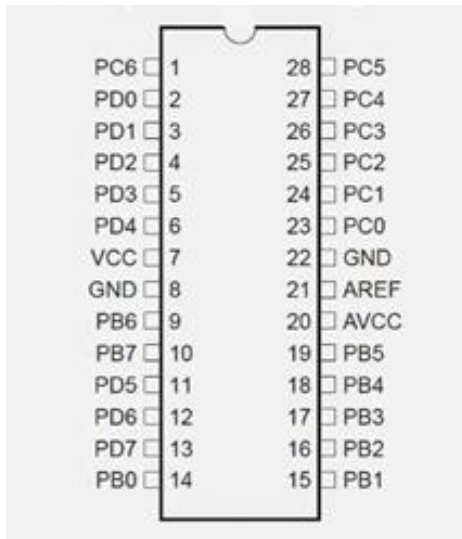 PC6 1 28 PC5
PD0 2 27 PC4
PD1 3 26 PC3
PD2 4 25 PC2
PD3 5 24 PC1
PD4 6 23 PC0
VCC 7 22 GND
GND 8 21 AREF
PB6 9 20 AVCC
PB7 10 19 PB5
PD5 11 18 PB4
PD6 12 17 PB3
PD7 13 16 PB2
PB0 14 15 PB1